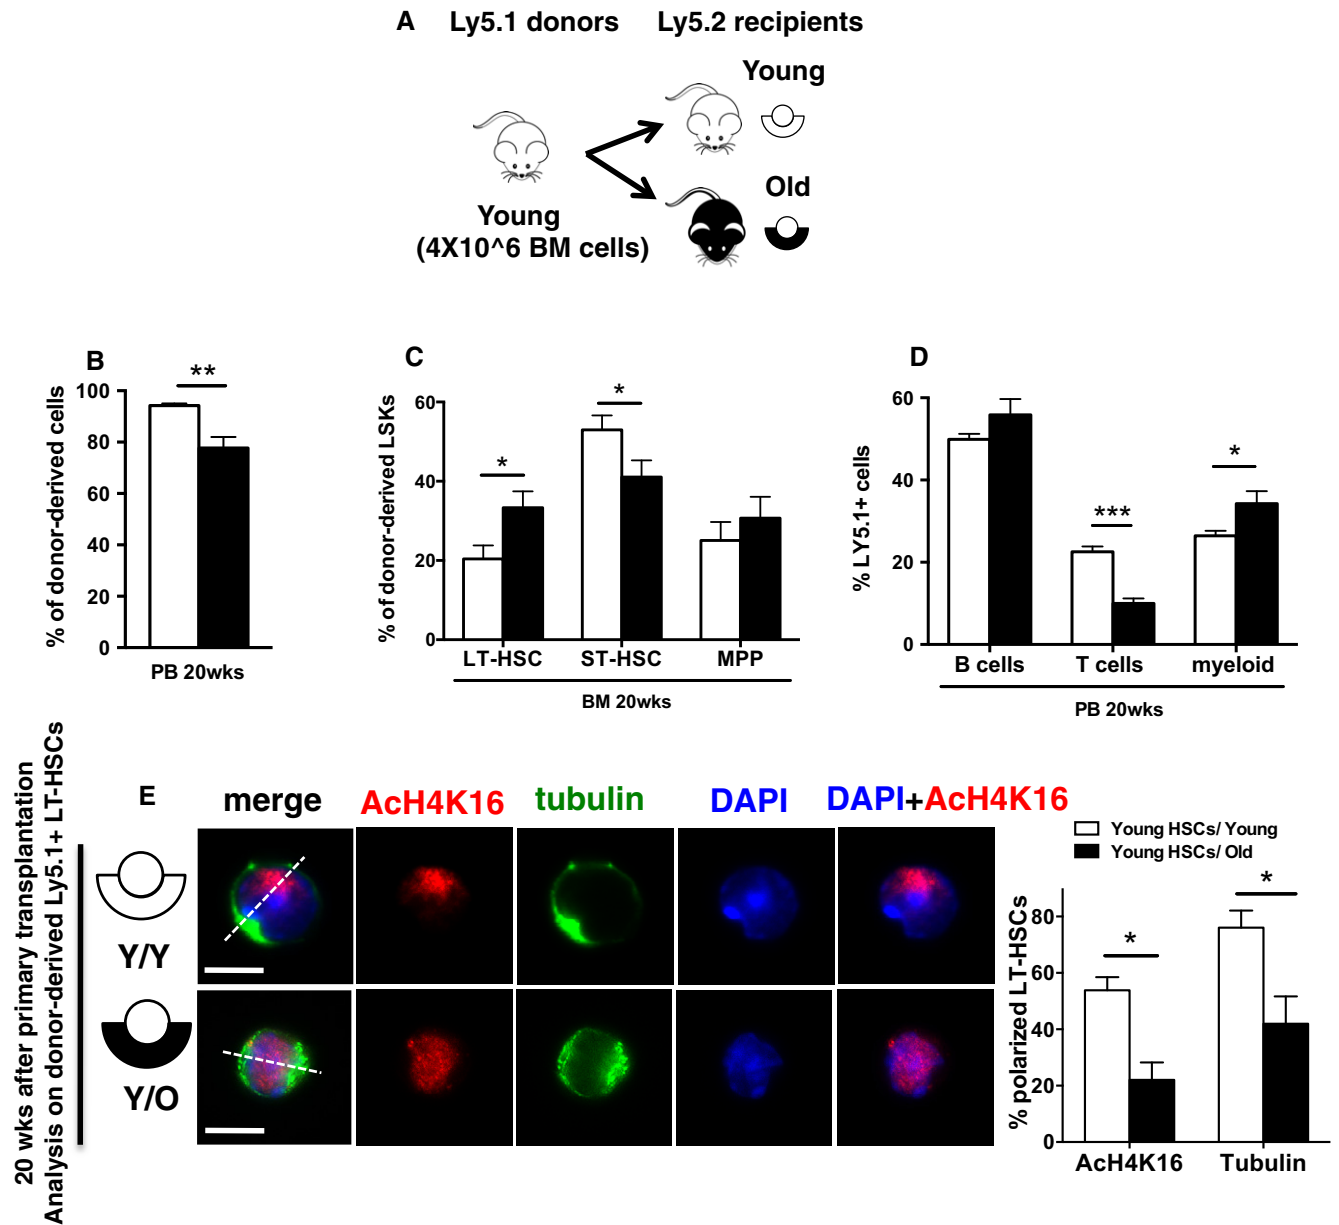 A Ly5.1 donors Ly5.2 recipients
Young
Old
Young
(4X10^6 BM cells)
B
**
% of donor-derived cells
100
80
60
40
20
0
PB 20wks
C
*
*
% of donor-derived LSKs
60
40
20
0
LT-HSC ST-HSC MPP
BM 20wks
D
***
*
% LY5.1+ cells
60
40
20
0
B cells T cells myeloid
PB 20wks
20 wks after primary transplantation
Analysis on donor-derived Ly5.1+ LT-HSCs
E
merge AcH4K16 tubulin DAPI DAPI+AcH4K16
Y/Y
Y/O
Young HSCs/ Young
Young HSCs/ Old
*
*
% polarized LT-HSCs
80
60
40
20
0
AcH4K16 Tubulin